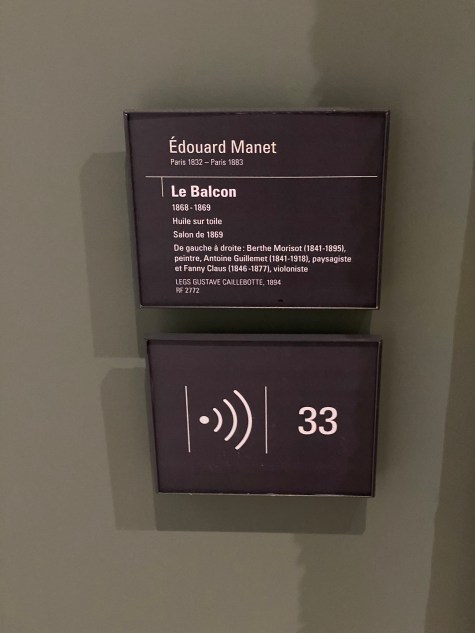 Édouard Manet
Paris 1832 – Paris 1883
Le Balcon
1868 - 1869
Huile sur toile
Salon de 1869
De gauche à droite : Berthe Morisot (1841-1895),
peintre, Antoine Guillemet (1841-1918), paysagiste
et Fanny Claus (1846-1877), violoniste
LEGS GUSTAVE CAILLEBOTTE, 1894
RF 2772
33